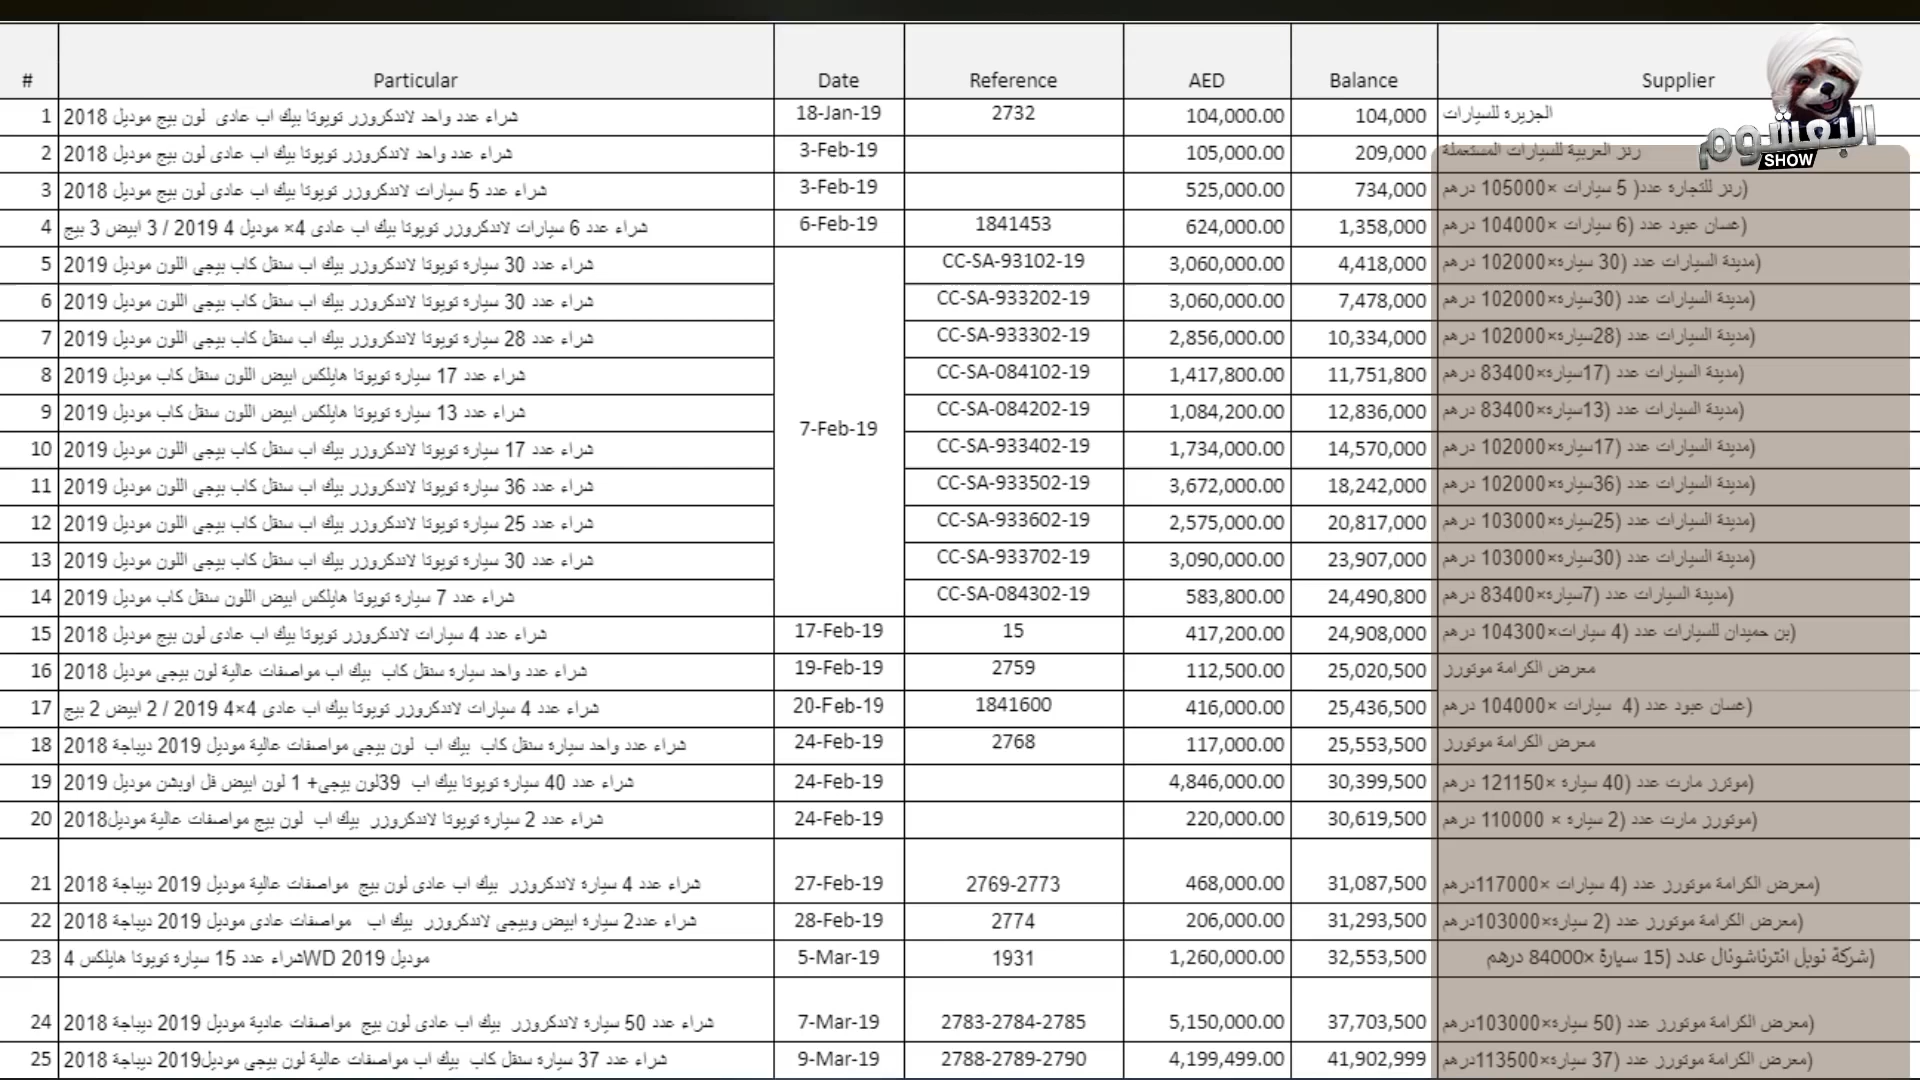 # Particular Date Reference AED Balance Supplier
البعشوم
SHOW
1 شراء عدد واحد لاندكروزر تويوتا بيك اب عادى لون بيج موديل 2018 18-Jan-19 2732 104,000.00 104,000 الجزيرة للسيارات
2 شراء عدد واحد لاندكروزر تويوتا بيك اب عادى لون بيج موديل 2018 3-Feb-19 105,000.00 209,000 رنز العربية للسيارات المستعملة
3 شراء عدد 5 سيارات لاندكروزر تويوتا بيك اب عادى لون بيج موديل 2018 3-Feb-19 525,000.00 734,000 (رنز للتجارة عدد( 5 سيارات ×105000 درهم
4 شراء عدد 6 سيارات لاندكروزر تويوتا بيك اب عادى 4× موديل 4 2019 / 3 ابيض 3 بيج 6-Feb-19 1841453 624,000.00 1,358,000 (غسان عبود عدد (6 سيارات ×104000 درهم
5 شراء عدد 30 سياره تويوتا لاندكروزر بيك اب سنقل كاب بيجى اللون موديل 2019 7-Feb-19 CC-SA-93102-19 3,060,000.00 4,418,000 (مدينة السيارات عدد (30 سياره×102000 درهم
6 شراء عدد 30 سياره تويوتا لاندكروزر بيك اب سنقل كاب بيجى اللون موديل 2019 CC-SA-933202-19 3,060,000.00 7,478,000 (مدينة السيارات عدد (30سياره×102000 درهم
7 شراء عدد 28 سياره تويوتا لاندكروزر بيك اب سنقل كاب بيجى اللون موديل 2019 CC-SA-933302-19 2,856,000.00 10,334,000 (مدينة السيارات عدد (28سياره×102000 درهم
8 شراء عدد 17 سياره تويوتا هايلكس ابيض اللون سنقل كاب موديل 2019 CC-SA-084102-19 1,417,800.00 11,751,800 (مدينة السيارات عدد (17سياره×83400 درهم
9 شراء عدد 13 سياره تويوتا هايلكس ابيض اللون سنقل كاب موديل 2019 CC-SA-084202-19 1,084,200.00 12,836,000 (مدينة السيارات عدد (13سياره×83400 درهم
10 شراء عدد 17 سياره تويوتا لاندكروزر بيك اب سنقل كاب بيجى اللون موديل 2019 CC-SA-933402-19 1,734,000.00 14,570,000 (مدينة السيارات عدد (17سياره×102000 درهم
11 شراء عدد 36 سياره تويوتا لاندكروزر بيك اب سنقل كاب بيجى اللون موديل 2019 CC-SA-933502-19 3,672,000.00 18,242,000 (مدينة السيارات عدد (36سياره×102000 درهم
12 شراء عدد 25 سياره تويوتا لاندكروزر بيك اب سنقل كاب بيجى اللون موديل 2019 CC-SA-933602-19 2,575,000.00 20,817,000 (مدينة السيارات عدد (25سياره×103000 درهم
13 شراء عدد 30 سياره تويوتا لاندكروزر بيك اب سنقل كاب بيجى اللون موديل 2019 CC-SA-933702-19 3,090,000.00 23,907,000 (مدينة السيارات عدد (30سياره×103000 درهم
14 شراء عدد 7 سياره تويوتا هايلكس ابيض اللون سنقل كاب موديل 2019 CC-SA-084302-19 583,800.00 24,490,800 (مدينة السيارات عدد (7سياره×83400 درهم
15 شراء عدد 4 سيارات لاندكروزر تويوتا بيك اب عادى لون بيج موديل 2018 17-Feb-19 15 417,200.00 24,908,000 (بن حميدان للسيارات عدد (4 سيارات×104300 درهم
16 شراء عدد واحد سياره سنقل كاب بيك اب مواصفات عالية لون بيجى موديل 2018 19-Feb-19 2759 112,500.00 25,020,500 معرض الكرامة موتورز
17 شراء عدد 4 سيارات لاندكروزر تويوتا بيك اب عادى 4×4 2019 / 2 ابيض 2 بيج 20-Feb-19 1841600 416,000.00 25,436,500 (غسان عبود عدد (4 سيارات ×104000 درهم
18 شراء عدد واحد سياره سنقل كاب بيك اب لون بيجى مواصفات عالية موديل 2019 ديباجة 2018 24-Feb-19 2768 117,000.00 25,553,500 معرض الكرامة موتورز
19 شراء عدد 40 سياره تويوتا بيك اب 39لون بيجى+ 1 لون ابيض فل اوبشن موديل 2019 24-Feb-19 4,846,000.00 30,399,500 (موترز مارت عدد (40 سياره ×121150 درهم
20 شراء عدد 2 سياره تويوتا لاندكروزر بيك اب لون بيج مواصفات عالية موديل2018 24-Feb-19 220,000.00 30,619,500 (موتورز مارت عدد (2 سياره × 110000 درهم
21 شراء عدد 4 سياره لاندكروزر بيك اب عادى لون بيج مواصفات عالية موديل 2019 ديباجة 2018 27-Feb-19 2769-2773 468,000.00 31,087,500 (معرض الكرامة موتورز عدد (4 سيارات ×117000درهم
22 شراء عدد2 سياره ابيض وبيجى لاندكروزر بيك اب مواصفات عادى موديل 2019 ديباجة 2018 28-Feb-19 2774 206,000.00 31,293,500 (معرض الكرامة موتورز عدد (2 سياره×103000درهم
23 موديل 2019 WDشراء عدد 15 سياره تويوتا هايلكس 4 5-Mar-19 1931 1,260,000.00 32,553,500 (شركة نوبل انترناشونال عدد (15 سيارة ×84000 درهم
24 شراء عدد 50 سياره لاندكروزر بيك اب عادى لون بيج مواصفات عادية موديل 2019 ديباجة 2018 7-Mar-19 2783-2784-2785 5,150,000.00 37,703,500 (معرض الكرامة موتورز عدد (50 سياره×103000درهم
25 شراء عدد 37 سياره سنقل كاب بيك اب مواصفات عالية لون بيجى موديل2019 ديباجة 2018 9-Mar-19 2788-2789-2790 4,199,499.00 41,902,999 (معرض الكرامة موتورز عدد (37 سياره×113500درهم